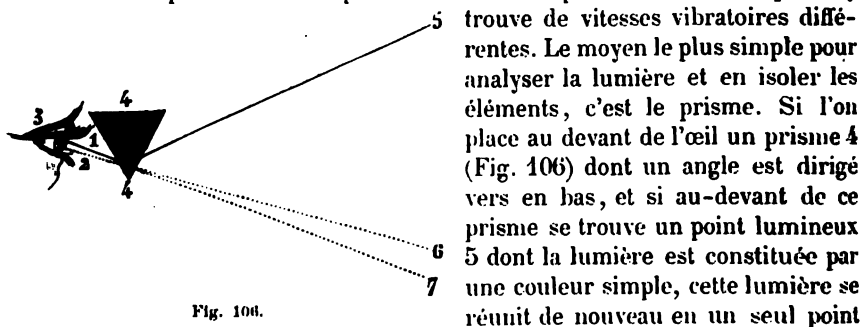 trouve de vitesses vibratoires diffé-
rentes. Le moyen le plus simple pour
analyser la lumière et en isoler les
éléments, c'est le prisme. Si l'on
place au devant de l'œil un prisme 4
(Fig. 106) dont un angle est dirigé
vers en bas, et si au-devant de ce
prisme se trouve un point lumineux
5 dont la lumière est constituée par
une couleur simple, cette lumière se
réunit de nouveau en un seul point
5
4
3
1
2
4
6
7
Fig. 106.